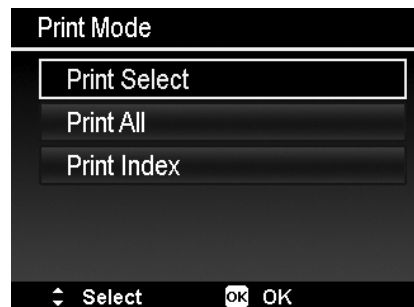 Print Mode
Print Select
Print All
Print Index
Select OK OK